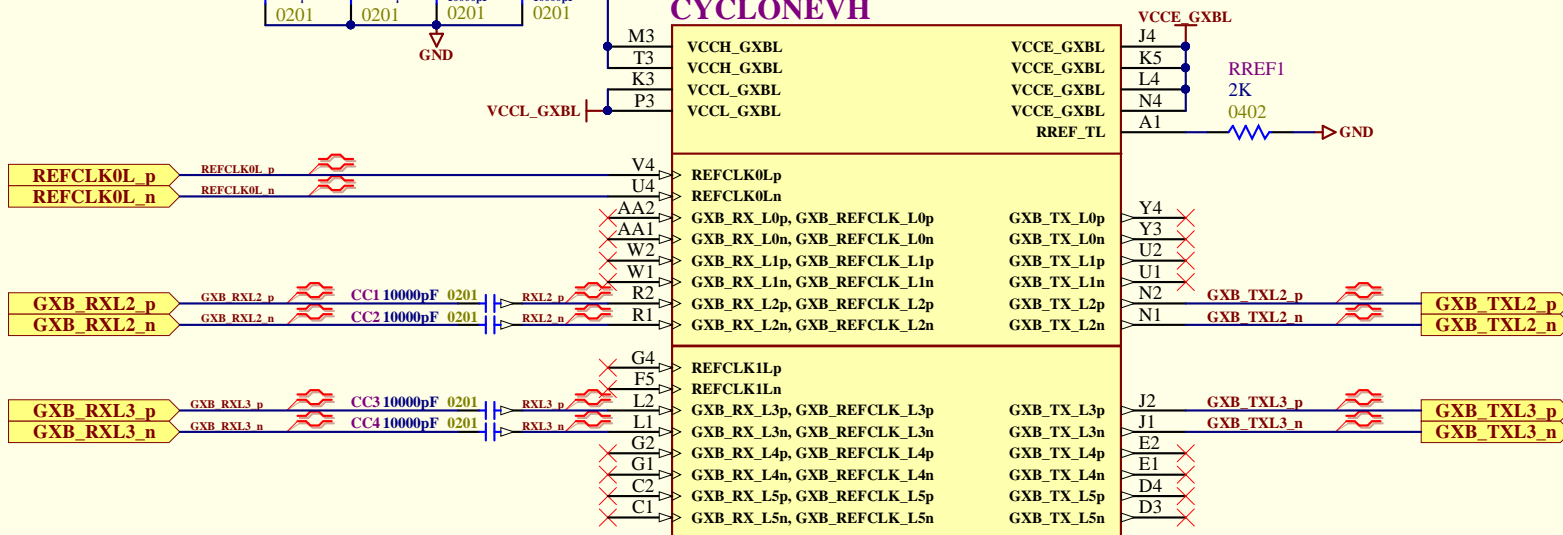 CYCLONEVH
0201 0201 0201 0201
GND
VCCE_GXBL
M3 VCCH_GXBL VCCE_GXBL J4
T3 VCCH_GXBL VCCE_GXBL K5
K3 VCCL_GXBL VCCE_GXBL L4
VCCL_GXBL P3 VCCL_GXBL VCCE_GXBL N4
RREF_TL A1
RREF1
2K
0402
GND
REFCLK0L_p REFCLK0L_p V4 REFCLK0Lp
REFCLK0L_n REFCLK0L_n U4 REFCLK0Ln
AA2 GXB_RX_L0p, GXB_REFCLK_L0p GXB_TX_L0p Y4
AA1 GXB_RX_L0n, GXB_REFCLK_L0n GXB_TX_L0n Y3
W2 GXB_RX_L1p, GXB_REFCLK_L1p GXB_TX_L1p U2
W1 GXB_RX_L1n, GXB_REFCLK_L1n GXB_TX_L1n U1
GXB_RXL2_p GXB_RXL2_p CC1 10000pF 0201 RXL2_p R2 GXB_RX_L2p, GXB_REFCLK_L2p GXB_TX_L2p N2 GXB_TXL2_p GXB_TXL2_p
GXB_RXL2_n GXB_RXL2_n CC2 10000pF 0201 RXL2_n R1 GXB_RX_L2n, GXB_REFCLK_L2n GXB_TX_L2n N1 GXB_TXL2_n GXB_TXL2_n
G4 REFCLK1Lp
F5 REFCLK1Ln
GXB_RXL3_p GXB_RXL3_p CC3 10000pF 0201 RXL3_p L2 GXB_RX_L3p, GXB_REFCLK_L3p GXB_TX_L3p J2 GXB_TXL3_p GXB_TXL3_p
GXB_RXL3_n GXB_RXL3_n CC4 10000pF 0201 RXL3_n L1 GXB_RX_L3n, GXB_REFCLK_L3n GXB_TX_L3n J1 GXB_TXL3_n GXB_TXL3_n
G2 GXB_RX_L4p, GXB_REFCLK_L4p GXB_TX_L4p E2
G1 GXB_RX_L4n, GXB_REFCLK_L4n GXB_TX_L4n E1
C2 GXB_RX_L5p, GXB_REFCLK_L5p GXB_TX_L5p D4
C1 GXB_RX_L5n, GXB_REFCLK_L5n GXB_TX_L5n D3